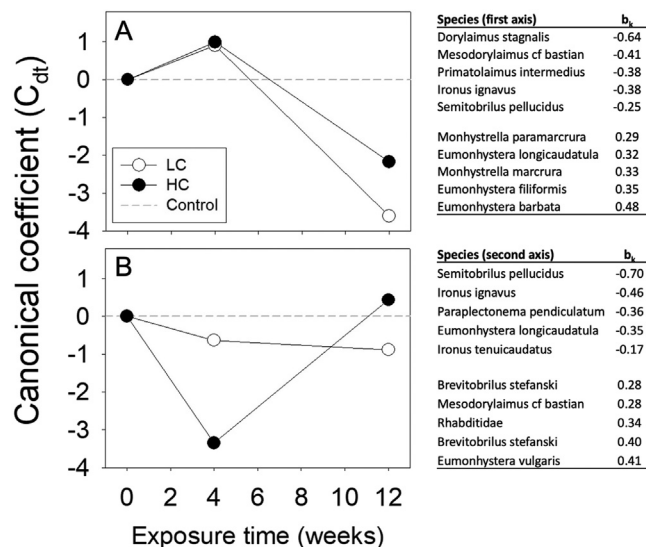 Canonical coefficient (Cdt)
A
1
0
-1
-2
-3
-4
LC
HC
Control
B
1
0
-1
-2
-3
-4
0 2 4 6 8 10 12
Exposure time (weeks)
Species (first axis) bk
Dorylaimus stagnalis -0.64
Mesodorylaimus cf bastian -0.41
Primatolaimus intermedius -0.38
Ironus ignavus -0.38
Semitobrilus pellucidus -0.25
Monhystrella paramarcrura 0.29
Eumonhystera longicaudatula 0.32
Monhystrella marcrura 0.33
Eumonhystera filiformis 0.35
Eumonhystera barbata 0.48
Species (second axis) bk
Semitobrilus pellucidus -0.70
Ironus ignavus -0.46
Paraplectonema pendiculatum -0.36
Eumonhystera longicaudatula -0.35
Ironus tenuicaudatus -0.17
Brevitobrilus stefanski 0.28
Mesodorylaimus cf bastian 0.28
Rhabditidae 0.34
Brevitobrilus stefanski 0.40
Eumonhystera vulgaris 0.41